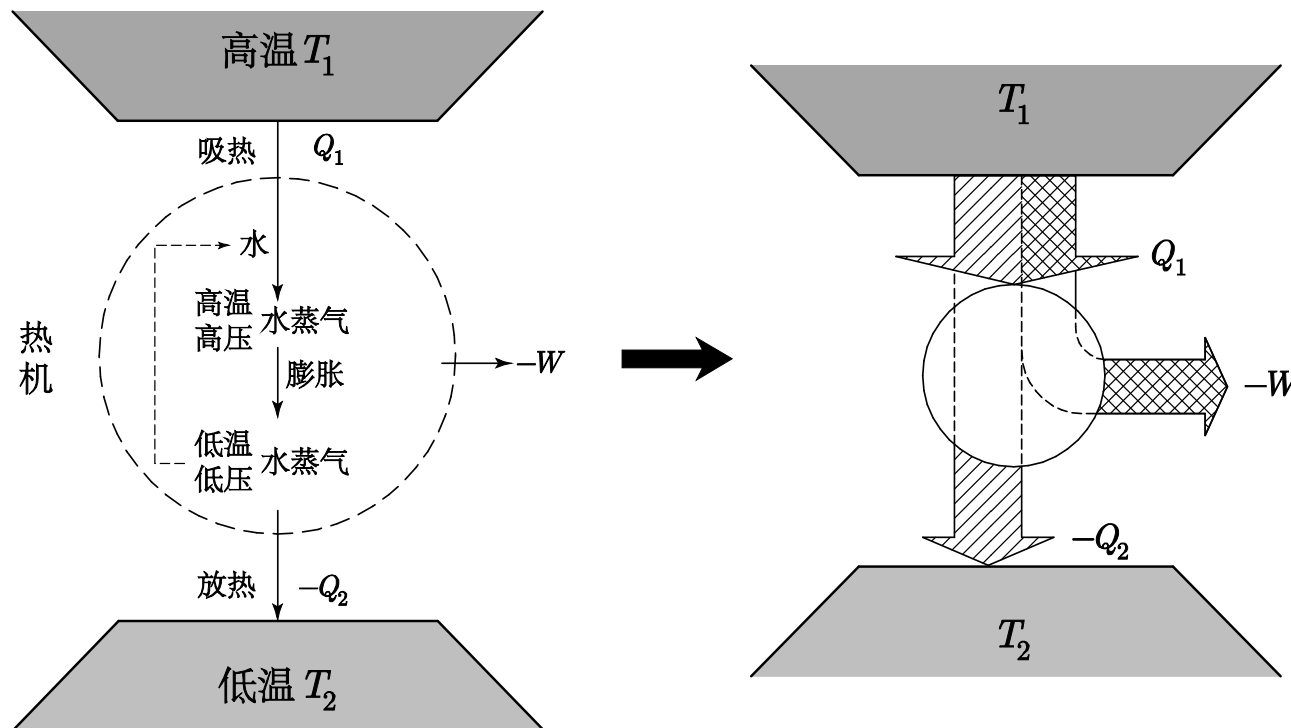 高温 T₁
吸热 Q₁
水
高温
高压 水蒸气
膨胀
低温
低压 水蒸气
热机
−W
放热 −Q₂
低温 T₂
T₁
Q₁
−W
−Q₂
T₂